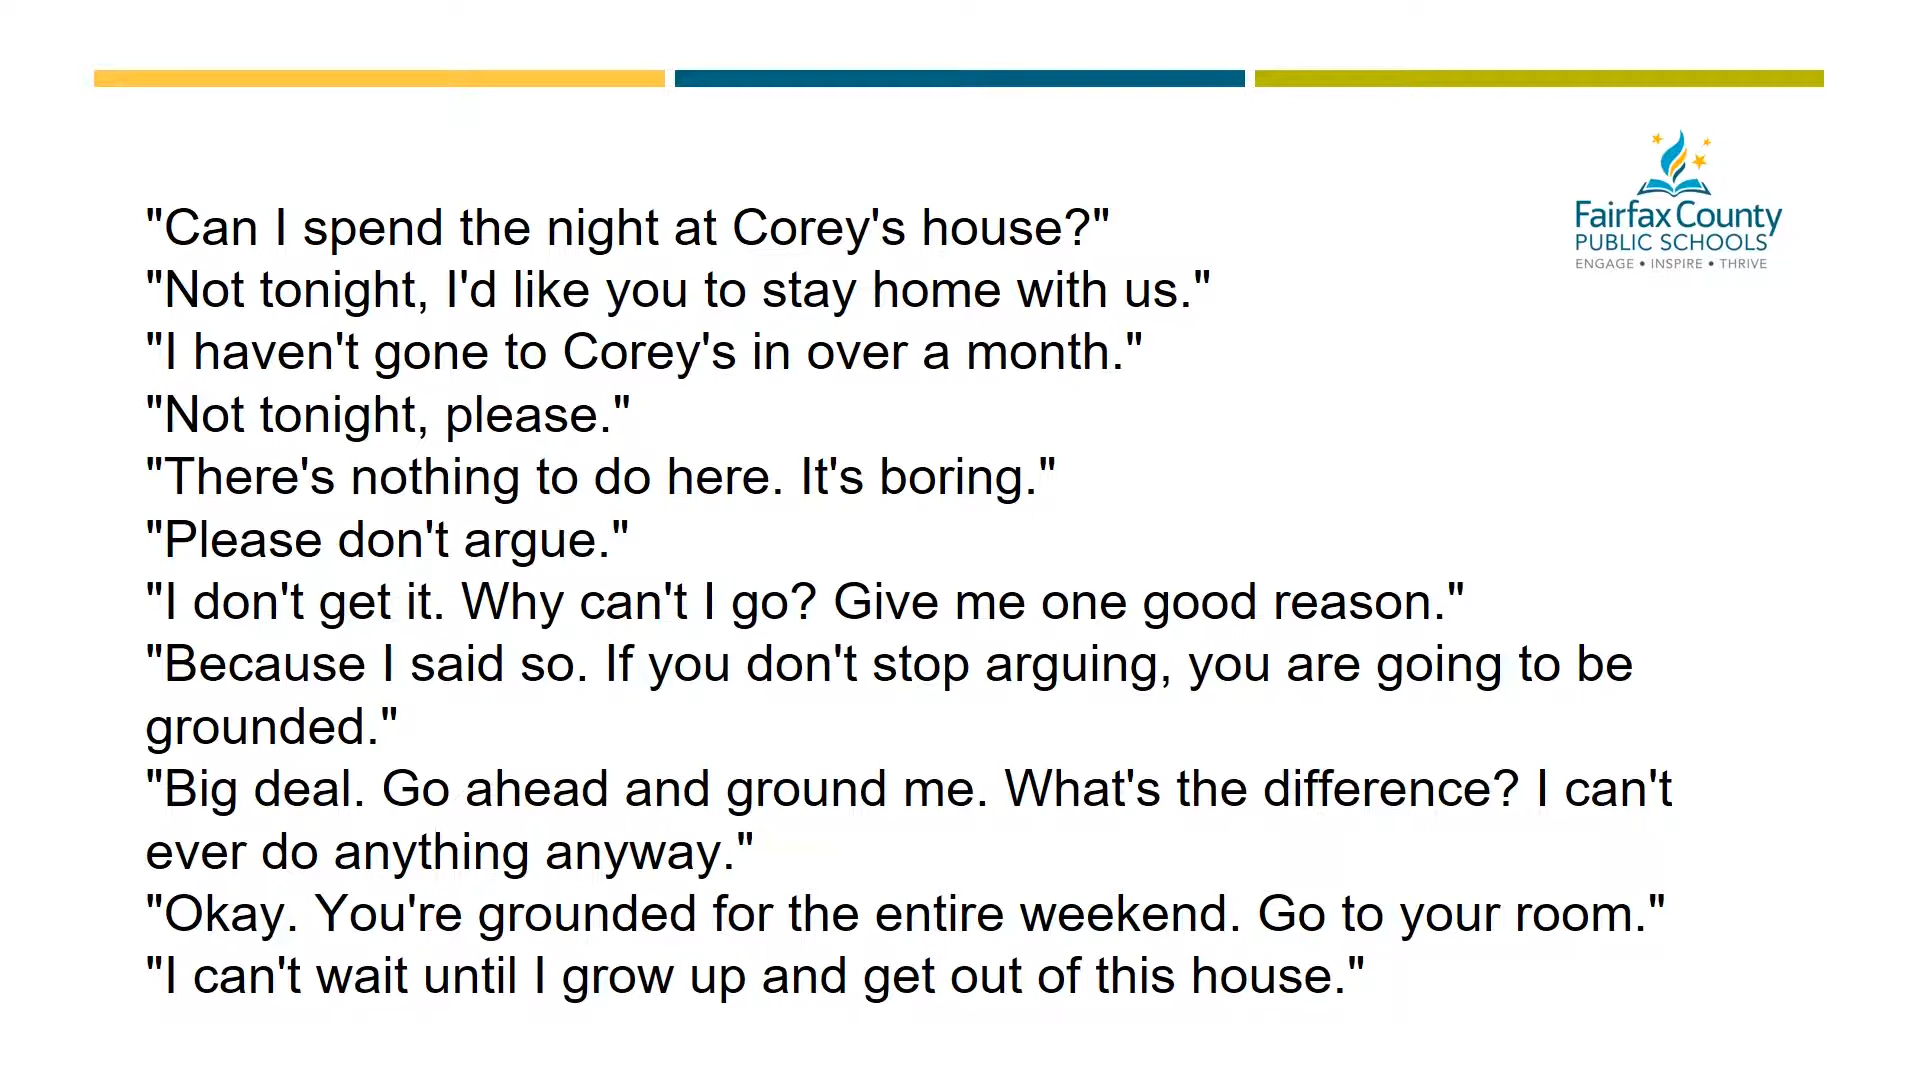 Fairfax County
PUBLIC SCHOOLS
ENGAGE • INSPIRE • THRIVE
"Can I spend the night at Corey's house?"
"Not tonight, I'd like you to stay home with us."
"I haven't gone to Corey's in over a month."
"Not tonight, please."
"There's nothing to do here. It's boring."
"Please don't argue."
"I don't get it. Why can't I go? Give me one good reason."
"Because I said so. If you don't stop arguing, you are going to be
grounded."
"Big deal. Go ahead and ground me. What's the difference? I can't
ever do anything anyway."
"Okay. You're grounded for the entire weekend. Go to your room."
"I can't wait until I grow up and get out of this house."